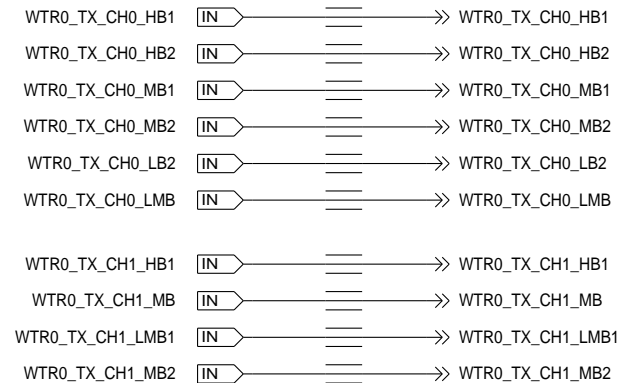 WTR0_TX_CH0_HB1 IN WTR0_TX_CH0_HB1
WTR0_TX_CH0_HB2 IN WTR0_TX_CH0_HB2
WTR0_TX_CH0_MB1 IN WTR0_TX_CH0_MB1
WTR0_TX_CH0_MB2 IN WTR0_TX_CH0_MB2
WTR0_TX_CH0_LB2 IN WTR0_TX_CH0_LB2
WTR0_TX_CH0_LMB IN WTR0_TX_CH0_LMB
WTR0_TX_CH1_HB1 IN WTR0_TX_CH1_HB1
WTR0_TX_CH1_MB IN WTR0_TX_CH1_MB
WTR0_TX_CH1_LMB1 IN WTR0_TX_CH1_LMB1
WTR0_TX_CH1_MB2 IN WTR0_TX_CH1_MB2